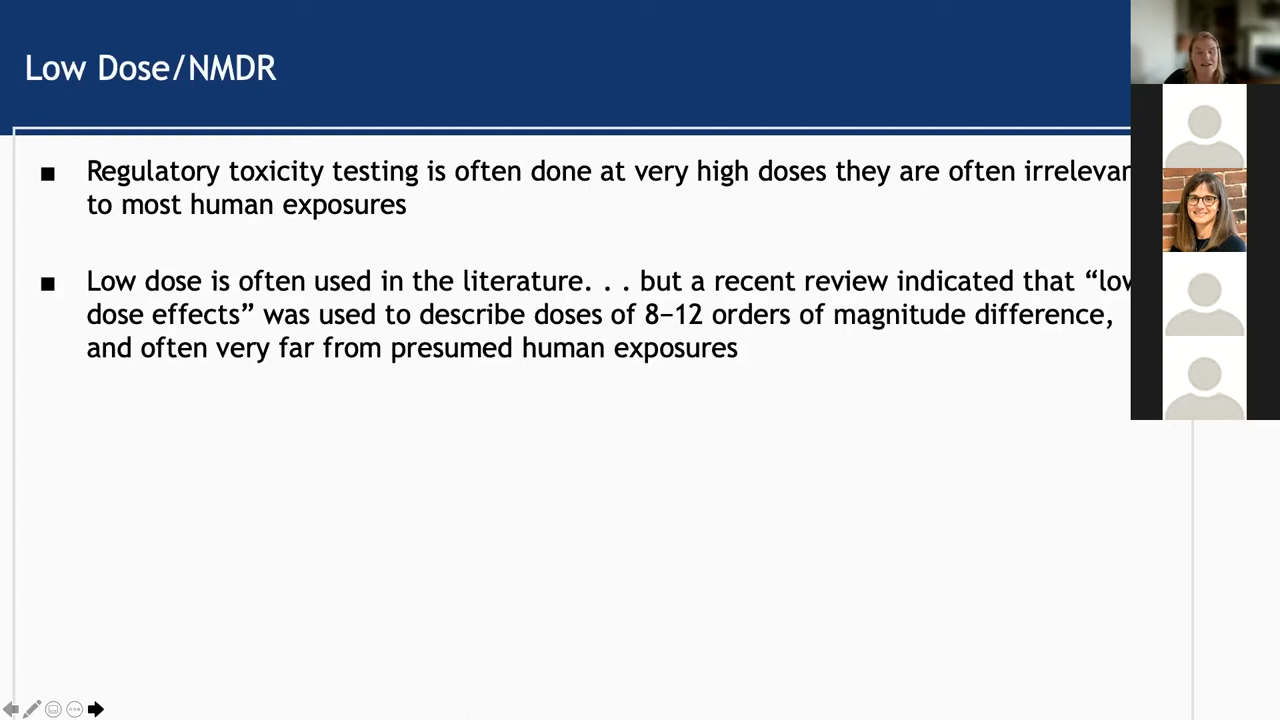 Low Dose/NMDR
■ Regulatory toxicity testing is often done at very high doses they are often irrelevan
to most human exposures
■ Low dose is often used in the literature. . . but a recent review indicated that “low
dose effects” was used to describe doses of 8–12 orders of magnitude difference,
and often very far from presumed human exposures